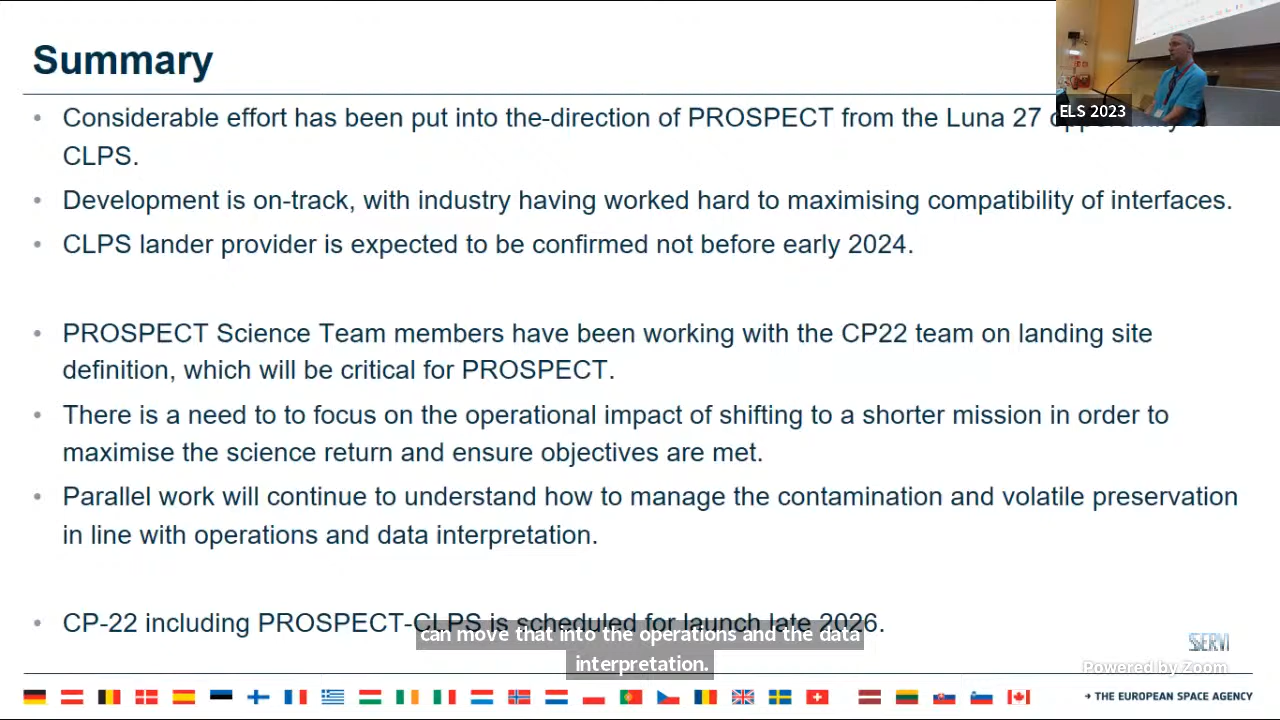 Summary
• Considerable effort has been put into the-direction of PROSPECT from the Luna 27
CLPS.
ELS 2023
• Development is on-track, with industry having worked hard to maximising compatibility of interfaces.
• CLPS lander provider is expected to be confirmed not before early 2024.
• PROSPECT Science Team members have been working with the CP22 team on landing site
definition, which will be critical for PROSPECT.
• There is a need to to focus on the operational impact of shifting to a shorter mission in order to
maximise the science return and ensure objectives are met.
• Parallel work will continue to understand how to manage the contamination and volatile preservation
in line with operations and data interpretation.
• CP-22 including PROSPECT-CLPS is scheduled for launch late 2026.
can move that into the operations and the data
interpretation.
Powered by Zoom
→ THE EUROPEAN SPACE AGENCY